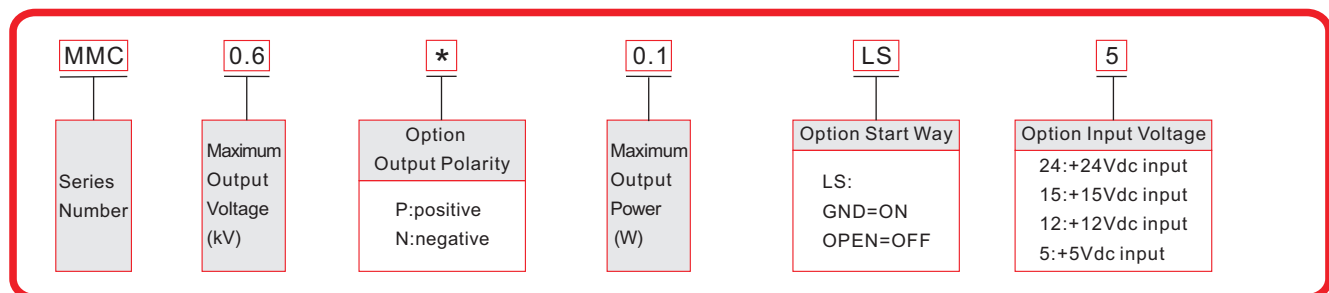 MMC 0.6 * 0.1 LS 5
Series
Number
Maximum
Output
Voltage
(kV)
Option
Output Polarity
P:positive
N:negative
Maximum
Output
Power
(W)
Option Start Way
LS:
GND=ON
OPEN=OFF
Option Input Voltage
24:+24Vdc input
15:+15Vdc input
12:+12Vdc input
5:+5Vdc input